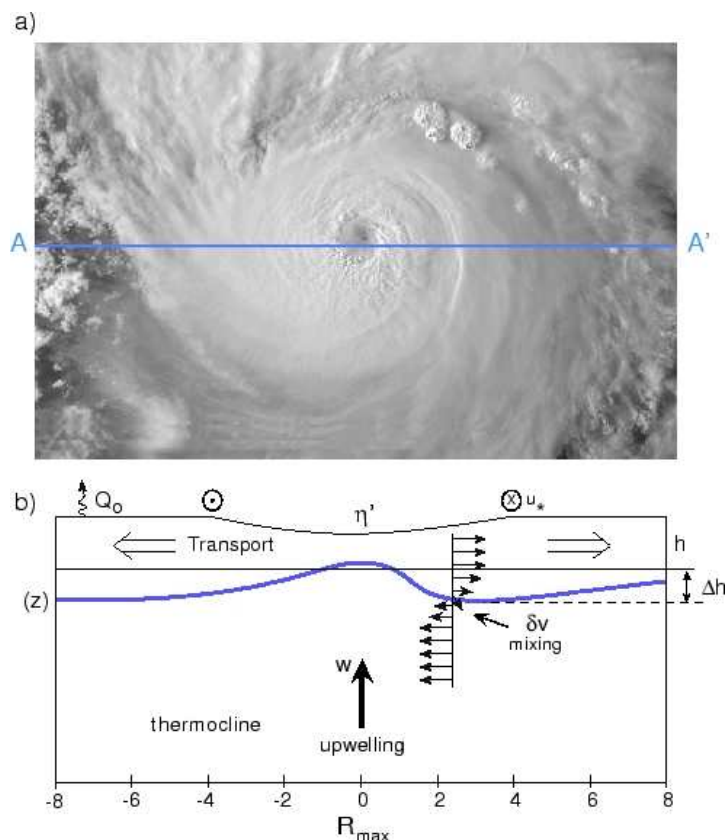 a)
A
A'
b)
Q₀
⊙
η'
ⓧ u*
Transport
h
(z)
Δh
δv
mixing
w
thermocline
upwelling
-8 -6 -4 -2 0 2 4 6 8
R_max